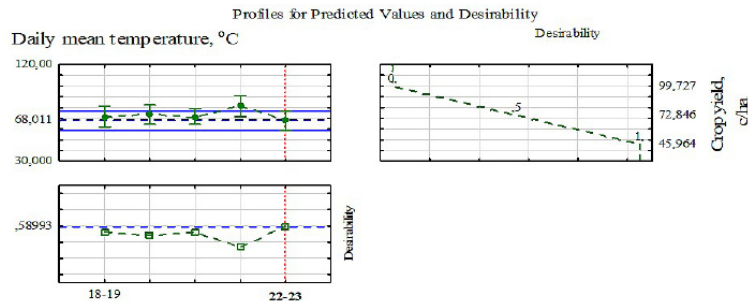 Profiles for Predicted Values and Desirability
Daily mean temperature, °C
Desirability
120,00
68,011
30,000
0,
,5
1,
99,727
72,846
45,964
Crop yield,
c/ha
,58993
Desirability
18-19
22-23